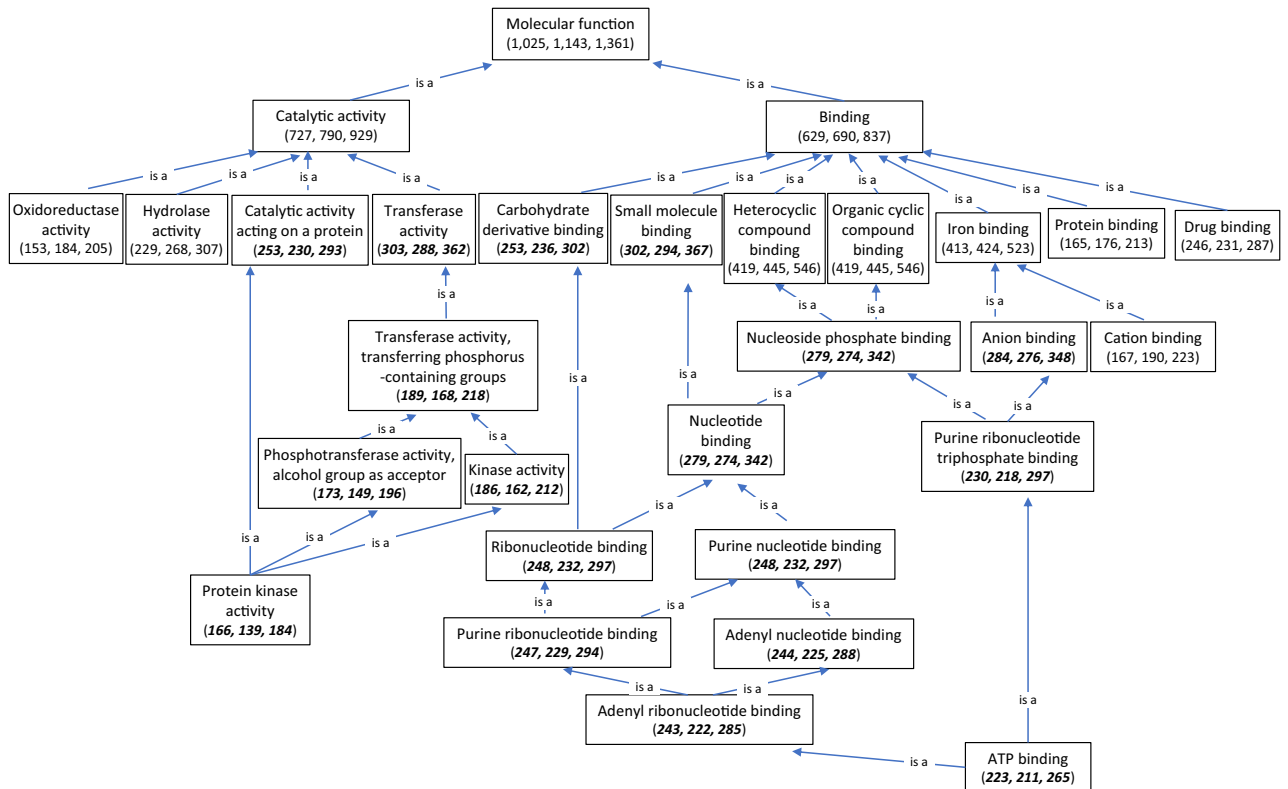 Molecular function
(1,025, 1,143, 1,361)
is a
is a
Catalytic activity
(727, 790, 929)
Binding
(629, 690, 837)
is a
is a
is a
is a
is a
is a
is a
is a
is a
is a
is a
Oxidoreductase
activity
(153, 184, 205)
Hydrolase
activity
(229, 268, 307)
Catalytic activity
acting on a protein
(253, 230, 293)
Transferase
activity
(303, 288, 362)
Carbohydrate
derivative binding
(253, 236, 302)
Small molecule
binding
(302, 294, 367)
Heterocyclic
compound
binding
(419, 445, 546)
Organic cyclic
compound
binding
(419, 445, 546)
Iron binding
(413, 424, 523)
Protein binding
(165, 176, 213)
Drug binding
(246, 231, 287)
is a
is a
is a
is a
is a
Transferase activity,
transferring phosphorus
-containing groups
(189, 168, 218)
Nucleoside phosphate binding
(279, 274, 342)
Anion binding
(284, 276, 348)
Cation binding
(167, 190, 223)
is a
is a
is a
is a
is a
is a
is a
Nucleotide
binding
(279, 274, 342)
Purine ribonucleotide
triphosphate binding
(230, 218, 297)
Phosphotransferase activity,
alcohol group as acceptor
(173, 149, 196)
Kinase activity
(186, 162, 212)
is a
is a
is a
is a
is a
Ribonucleotide binding
(248, 232, 297)
Purine nucleotide binding
(248, 232, 297)
Protein kinase
activity
(166, 139, 184)
is a
is a
is a
Purine ribonucleotide binding
(247, 229, 294)
Adenyl nucleotide binding
(244, 225, 288)
is a
is a
is a
Adenyl ribonucleotide binding
(243, 222, 285)
is a
ATP binding
(223, 211, 265)